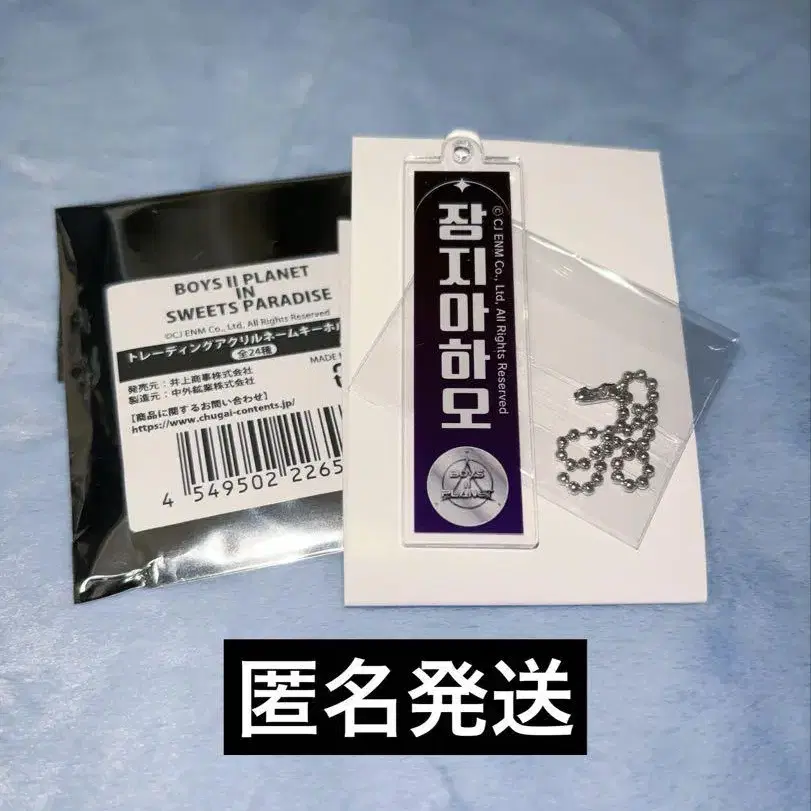 BOYS II PLANET
IN
SWEETS PARADISE
©CJ ENM Co., Ltd, All Rights Reserved
トレーディングアクリルネームキーホ
全24種
発売元：井上商事株式会社
製造元：中外鉱業株式会社
MADE
【商品に関するお問い合わせ】
https://www.chugai-contents.jp/
4 549502 2265
장지아하오
© CJ ENM Co., Ltd, All Rights Reserved
BOYS
II
PLANET
匿名発送